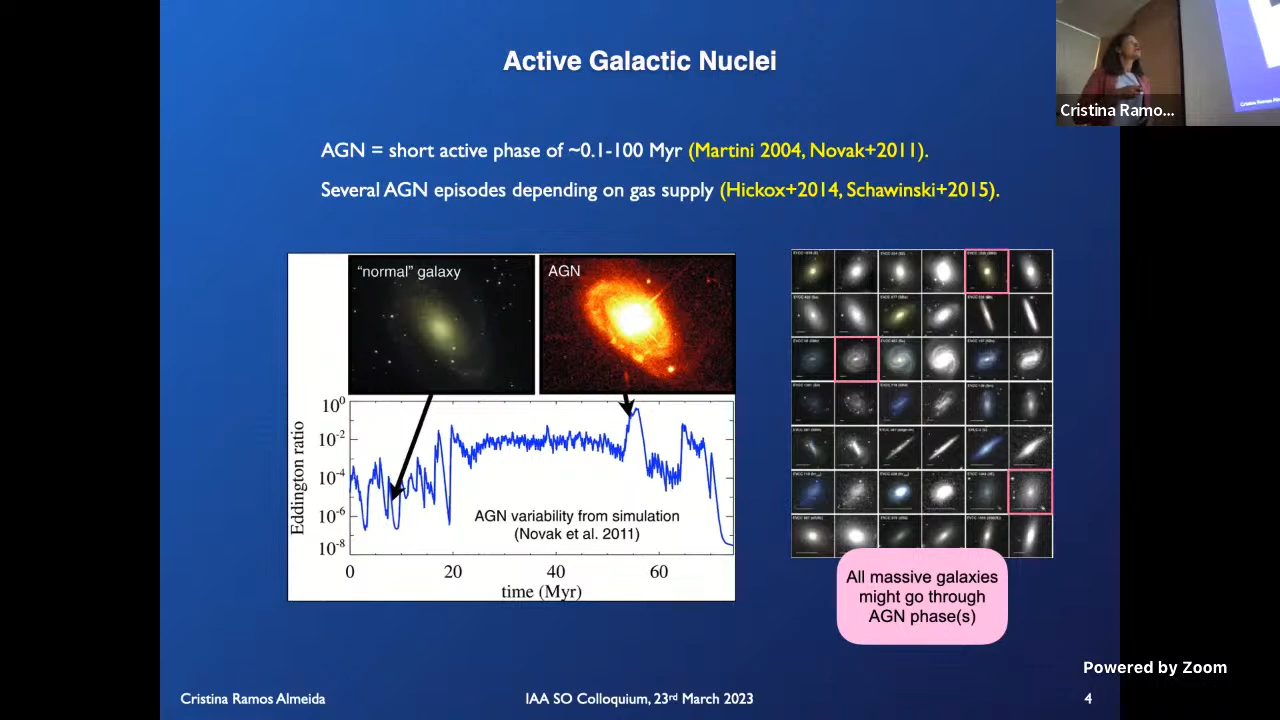 Active Galactic Nuclei
Cristina Ramo...
AGN = short active phase of ~0.1-100 Myr (Martini 2004, Novak+2011).
Several AGN episodes depending on gas supply (Hickox+2014, Schawinski+2015).
"normal" galaxy
AGN
Eddington ratio
10⁰
10⁻²
10⁻⁴
10⁻⁶
10⁻⁸
AGN variability from simulation
(Novak et al. 2011)
0 20 40 60
time (Myr)
All massive galaxies
might go through
AGN phase(s)
Powered by Zoom
Cristina Ramos Almeida
IAA SO Colloquium, 23rd March 2023
4